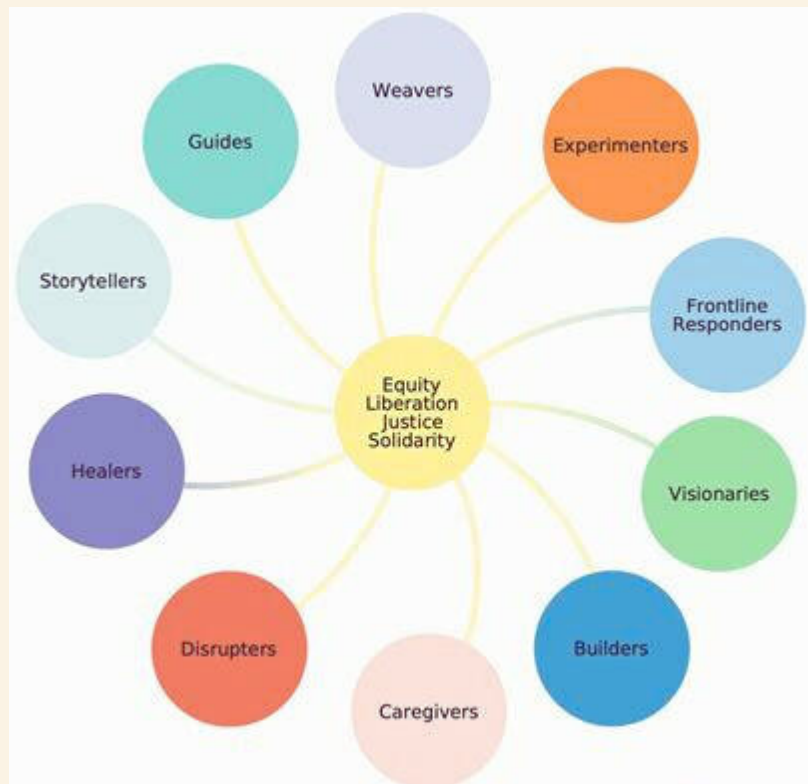 Weavers
Experimenters
Frontline
Responders
Visionaries
Builders
Caregivers
Disrupters
Healers
Storytellers
Guides
Equity
Liberation
Justice
Solidarity